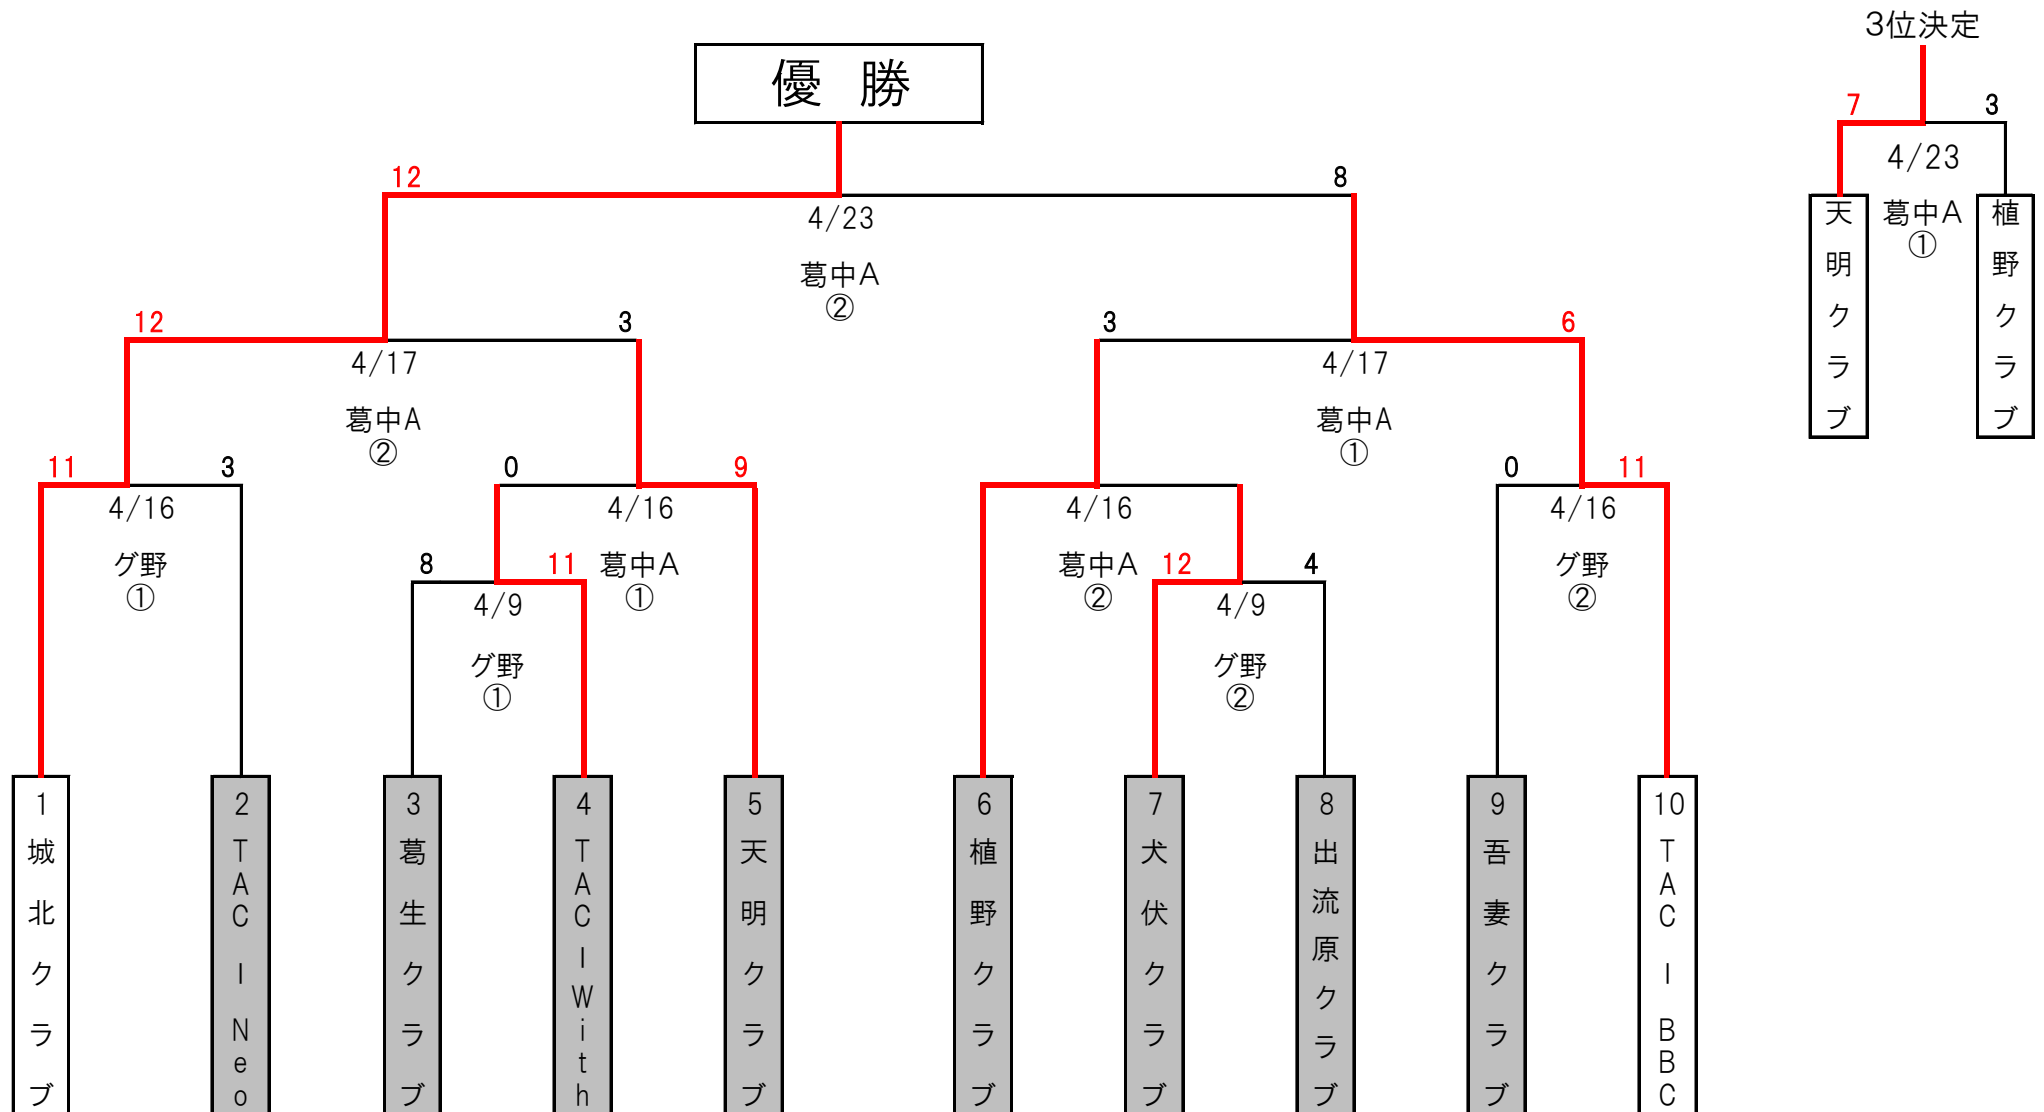 3位決定
優 勝
7
3
4/23
葛中A
①
天明クラブ
植野クラブ
12
8
4/23
葛中A
②
12
3
4/17
葛中A
②
3
6
4/17
葛中A
①
11
3
4/16
グ野
①
0
9
4/16
葛中A
①
4/16
葛中A
②
0
11
4/16
グ野
②
8
11
4/9
グ野
①
12
4
4/9
グ野
②
1 城北クラブ
2 TAC I Neo
3 葛生クラブ
4 TAC I With
5 天明クラブ
6 植野クラブ
7 犬伏クラブ
8 出流原クラブ
9 吾妻クラブ
10 TAC I BBC